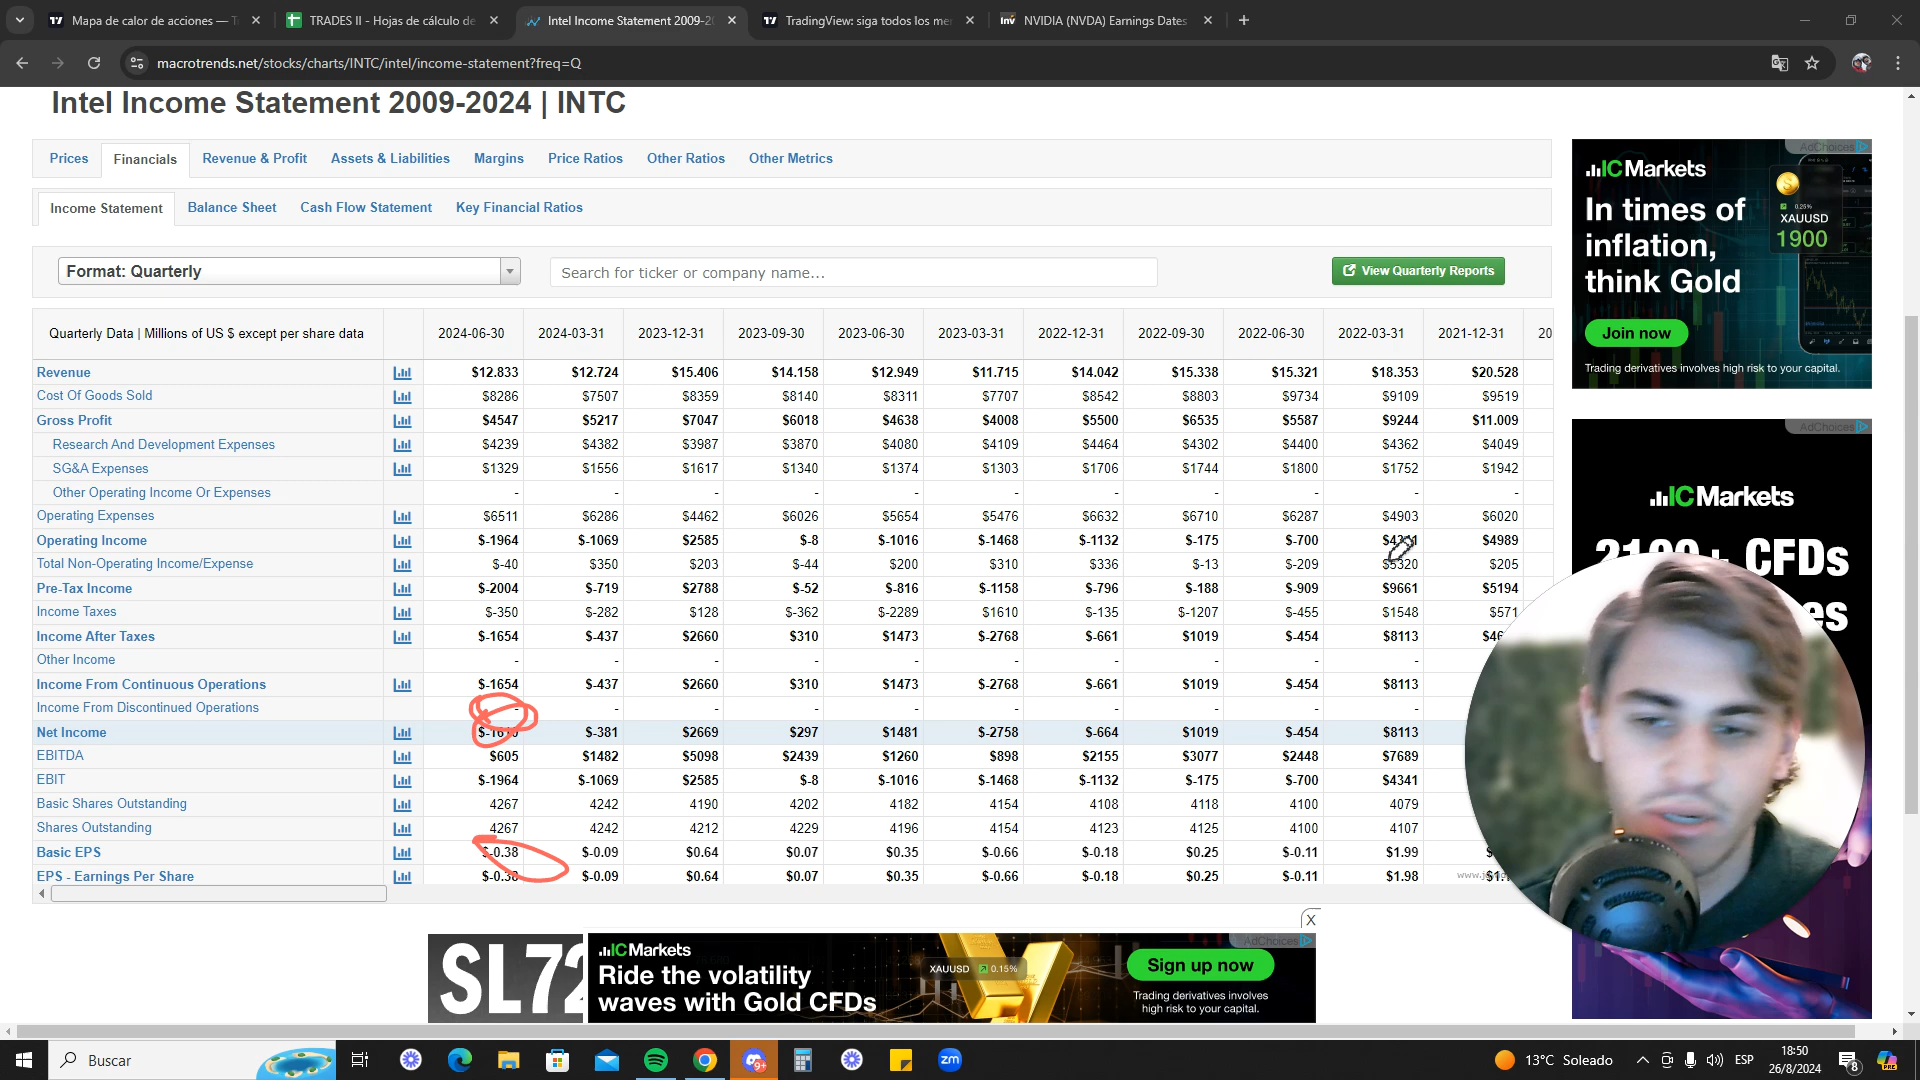 Mapa de calor de acciones — T
TRADES II - Hojas de cálculo de
Intel Income Statement 2009-20
TradingView: siga todos los me
NVIDIA (NVDA) Earnings Dates
macrotrends.net/stocks/charts/INTC/intel/income-statement?freq=Q
Intel Income Statement 2009-2024 | INTC
Prices Financials Revenue & Profit Assets & Liabilities Margins Price Ratios Other Ratios Other Metrics
Income Statement Balance Sheet Cash Flow Statement Key Financial Ratios
Format: Quarterly
Search for ticker or company name...
View Quarterly Reports
Quarterly Data | Millions of US $ except per share data 2024-06-30 2024-03-31 2023-12-31 2023-09-30 2023-06-30 2023-03-31 2022-12-31 2022-09-30 2022-06-30 2022-03-31 2021-12-31 20
Revenue $12.833 $12.724 $15.406 $14.158 $12.949 $11.715 $14.042 $15.338 $15.321 $18.353 $20.528
Cost Of Goods Sold $8286 $7507 $8359 $8140 $8311 $7707 $8542 $8803 $9734 $9109 $9519
Gross Profit $4547 $5217 $7047 $6018 $4638 $4008 $5500 $6535 $5587 $9244 $11.009
Research And Development Expenses $4239 $4382 $3987 $3870 $4080 $4109 $4464 $4302 $4400 $4362 $4049
SG&A Expenses $1329 $1556 $1617 $1340 $1374 $1303 $1706 $1744 $1800 $1752 $1942
Other Operating Income Or Expenses - - - - - - - - - - -
Operating Expenses $6511 $6286 $4462 $6026 $5654 $5476 $6632 $6710 $6287 $4903 $6020
Operating Income $-1964 $-1069 $2585 $-8 $-1016 $-1468 $-1132 $-175 $-700 $4989
Total Non-Operating Income/Expense $-40 $350 $203 $-44 $200 $310 $336 $-13 $-209 $5320 $205
Pre-Tax Income $-2004 $-719 $2788 $-52 $-816 $-1158 $-796 $-188 $-909 $9661 $5194
Income Taxes $-350 $-282 $128 $-362 $-2289 $1610 $-135 $-1207 $-455 $1548 $571
Income After Taxes $-1654 $-437 $2660 $310 $1473 $-2768 $-661 $1019 $-454 $8113
Other Income - - - - - - - - - -
Income From Continuous Operations $-1654 $-437 $2660 $310 $1473 $-2768 $-661 $1019 $-454 $8113
Income From Discontinued Operations - - - - - - - - - -
Net Income $-381 $2669 $297 $1481 $-2758 $-664 $1019 $-454 $8113
EBITDA $605 $1482 $5098 $2439 $1260 $898 $2155 $3077 $2448 $7689
EBIT $-1964 $-1069 $2585 $-8 $-1016 $-1468 $-1132 $-175 $-700 $4341
Basic Shares Outstanding 4267 4242 4190 4202 4182 4154 4108 4118 4100 4079
Shares Outstanding 4267 4242 4212 4229 4196 4154 4123 4125 4100 4107
Basic EPS $-0.38 $-0.09 $0.64 $0.07 $0.35 $-0.66 $-0.18 $0.25 $-0.11 $1.99
EPS - Earnings Per Share $-0.38 $-0.09 $0.64 $0.07 $0.35 $-0.66 $-0.18 $0.25 $-0.11 $1.98
AdChoices
IC Markets
In times of
inflation,
think Gold
0.25%
XAUUSD
1900
Join now
Trading derivatives involves high risk to your capital.
AdChoices
IC Markets
CFDs
X
SL72
IC Markets
Ride the volatility
waves with Gold CFDs
XAUUSD 0.15%
AdChoices
Sign up now
Trading derivatives involves
high risk to your capital.
Buscar
9+
zm
13°C Soleado
ESP
18:50
26/8/2024
8
PRE